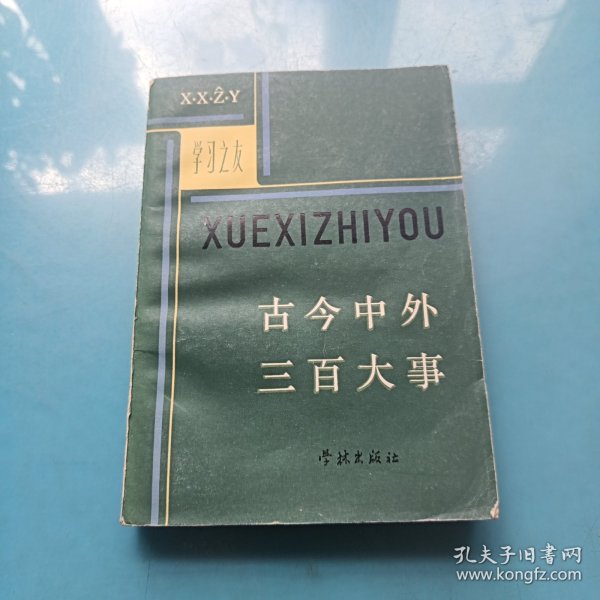 X·X·Ẑ·Y
学习之友
XUEXIZHIYOU
古今中外
三百大事
学林出版社
孔夫子旧书网
www.kongfz.com